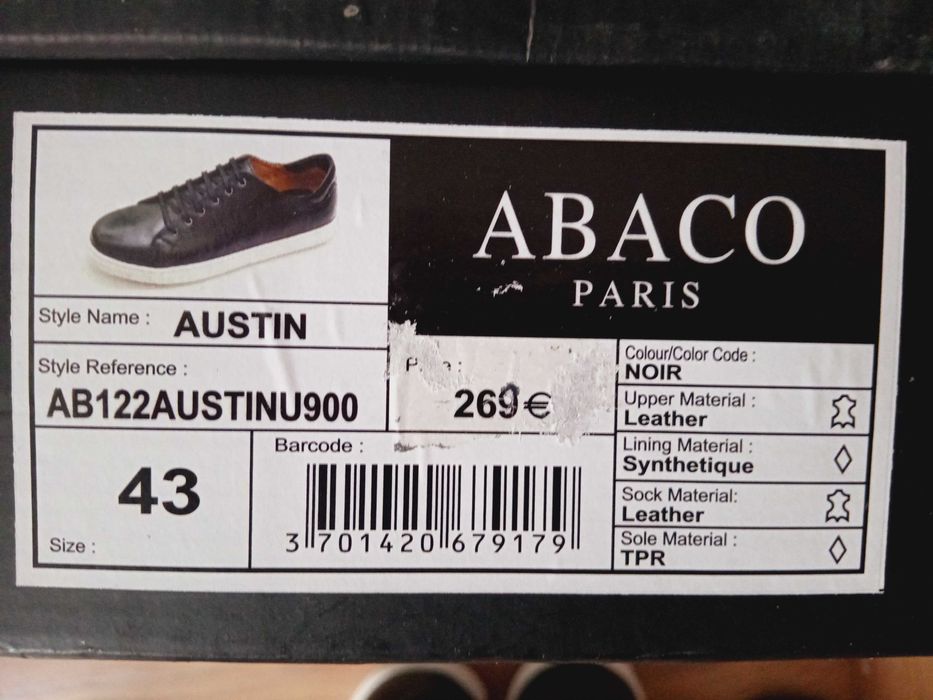 ABACO
PARIS
Style Name : AUSTIN
Style Reference :
AB122AUSTINU900
269€
Colour/Color Code :
NOIR
Upper Material :
Leather
Lining Material :
Synthetique
Sock Material:
Leather
Sole Material :
TPR
43
Size :
Barcode :
3 701420 679179